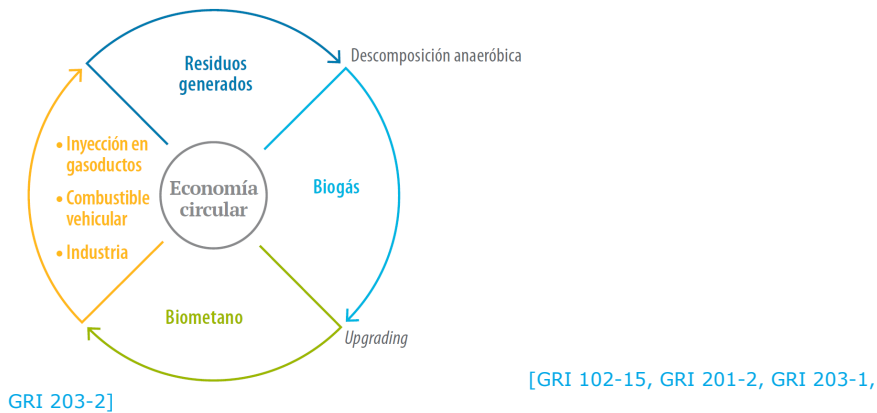 Residuos
generados
Descomposición anaeróbica
• Inyección en
gasoductos
• Combustible
vehicular
• Industria
Economía
circular
Biogás
Biometano
Upgrading
[GRI 102-15, GRI 201-2, GRI 203-1,
GRI 203-2]